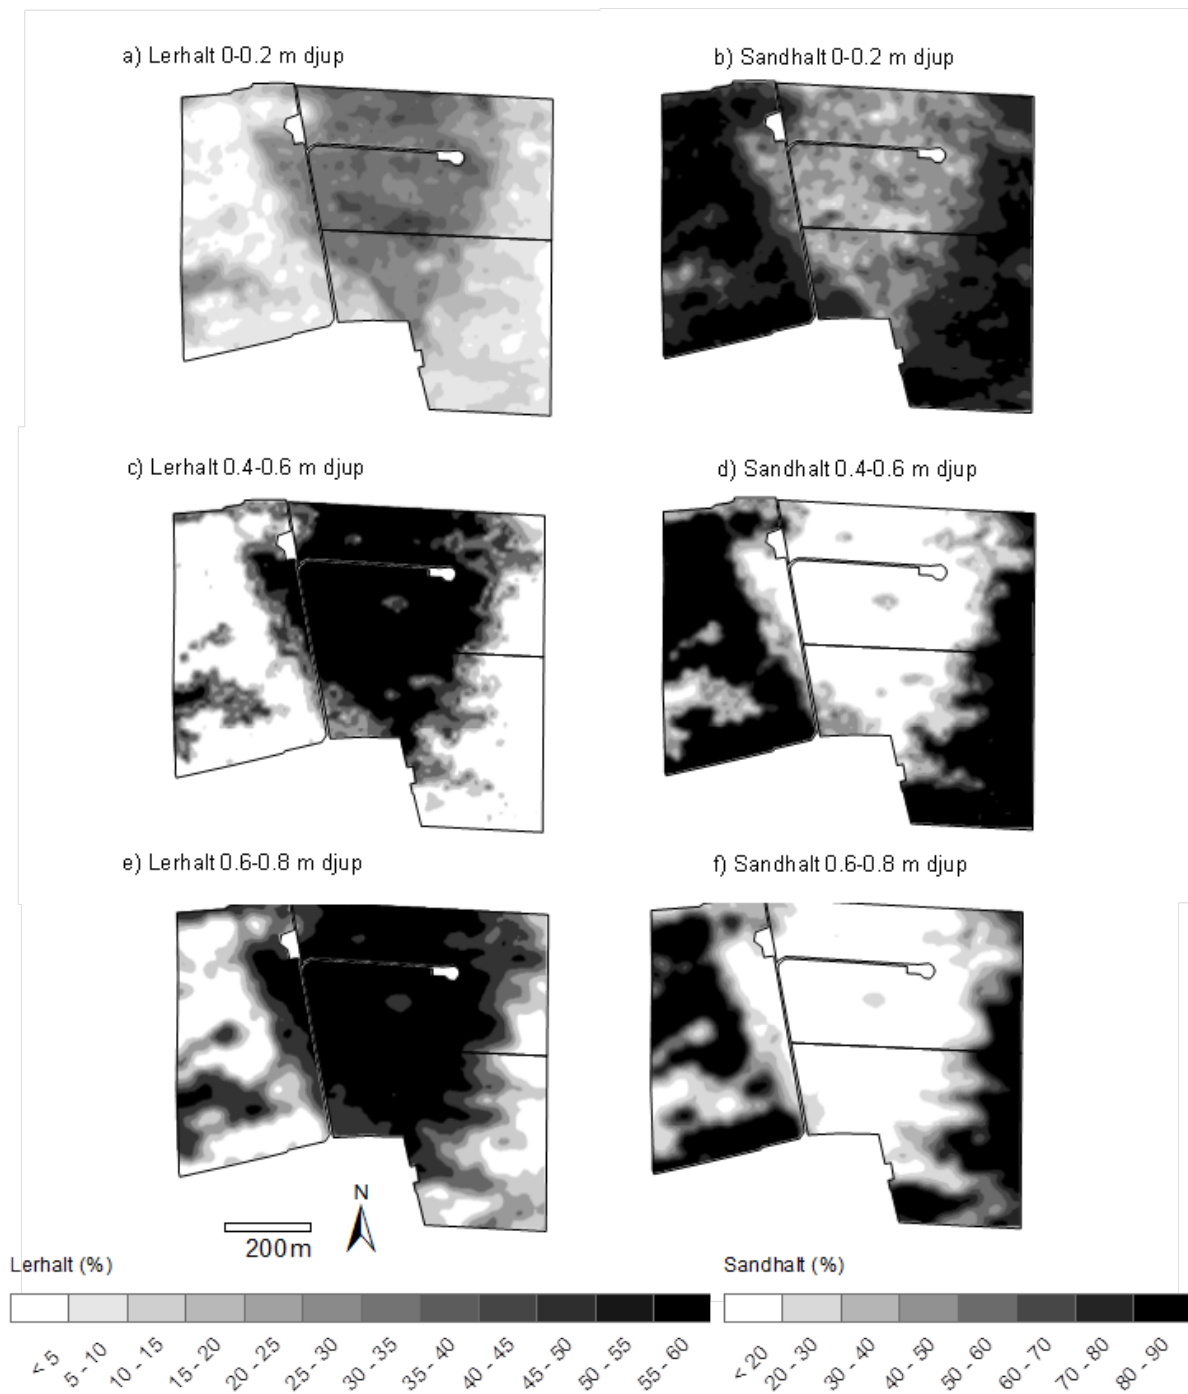 a) Lerhalt 0-0.2 m djup
b) Sandhalt 0-0.2 m djup
c) Lerhalt 0.4-0.6 m djup
d) Sandhalt 0.4-0.6 m djup
e) Lerhalt 0.6-0.8 m djup
f) Sandhalt 0.6-0.8 m djup
N
200 m
Lerhalt (%)
< 5
5 - 10
10 - 15
15 - 20
20 - 25
25 - 30
30 - 35
35 - 40
40 - 45
45 - 50
50 - 55
55 - 60
Sandhalt (%)
< 20
20 - 30
30 - 40
40 - 50
50 - 60
60 - 70
70 - 80
80 - 90